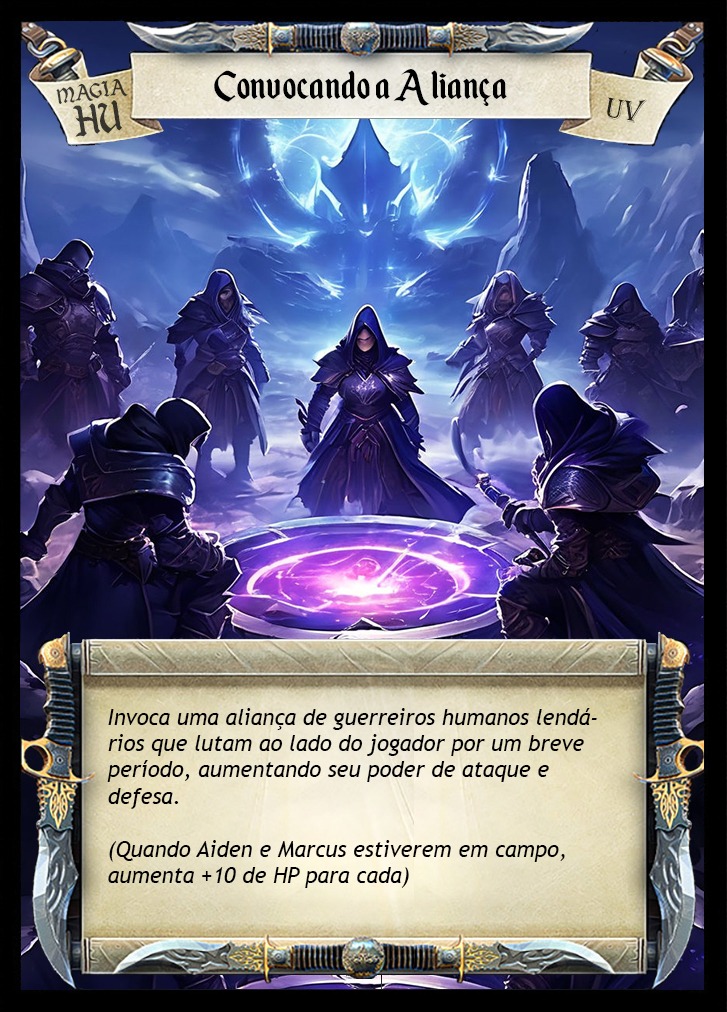 Convocando a Aliança
MAGIA
HU
UV
Invoca uma aliança de guerreiros humanos lendá-
rios que lutam ao lado do jogador por um breve
período, aumentando seu poder de ataque e
defesa.
(Quando Aiden e Marcus estiverem em campo,
aumenta +10 de HP para cada)